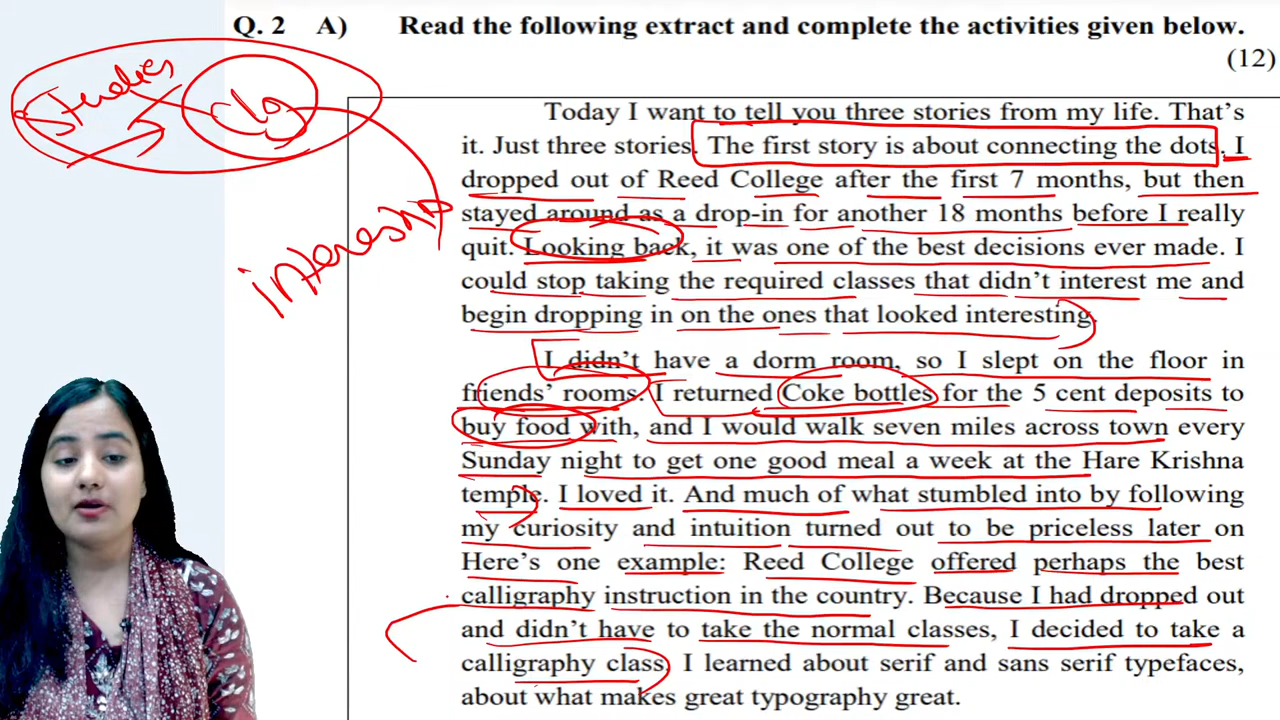 Q. 2 A) Read the following extract and complete the activities given below.
(12)
Studies
clg
interesting
Today I want to tell you three stories from my life. That's
it. Just three stories. The first story is about connecting the dots. I
dropped out of Reed College after the first 7 months, but then
stayed around as a drop-in for another 18 months before I really
quit. Looking back, it was one of the best decisions ever made. I
could stop taking the required classes that didn't interest me and
begin dropping in on the ones that looked interesting.
I didn't have a dorm room, so I slept on the floor in
friends' rooms. I returned Coke bottles for the 5 cent deposits to
buy food with, and I would walk seven miles across town every
Sunday night to get one good meal a week at the Hare Krishna
temple. I loved it. And much of what stumbled into by following
my curiosity and intuition turned out to be priceless later on
Here's one example: Reed College offered perhaps the best
calligraphy instruction in the country. Because I had dropped out
and didn't have to take the normal classes, I decided to take a
calligraphy class. I learned about serif and sans serif typefaces,
about what makes great typography great.